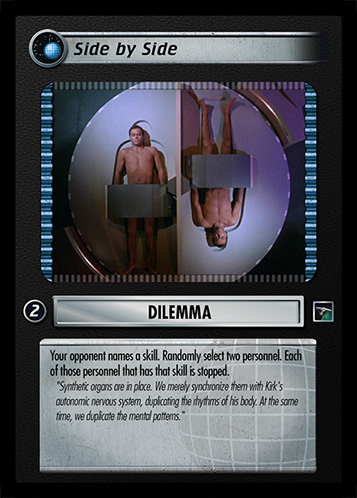 Side by Side
2
DILEMMA
Your opponent names a skill. Randomly select two personnel. Each
of those personnel that has that skill is stopped.
"Synthetic organs are in place. We merely synchronize them with Kirk's
autonomic nervous system, duplicating the rhythms of his body. At the same
time, we duplicate the mental patterns."